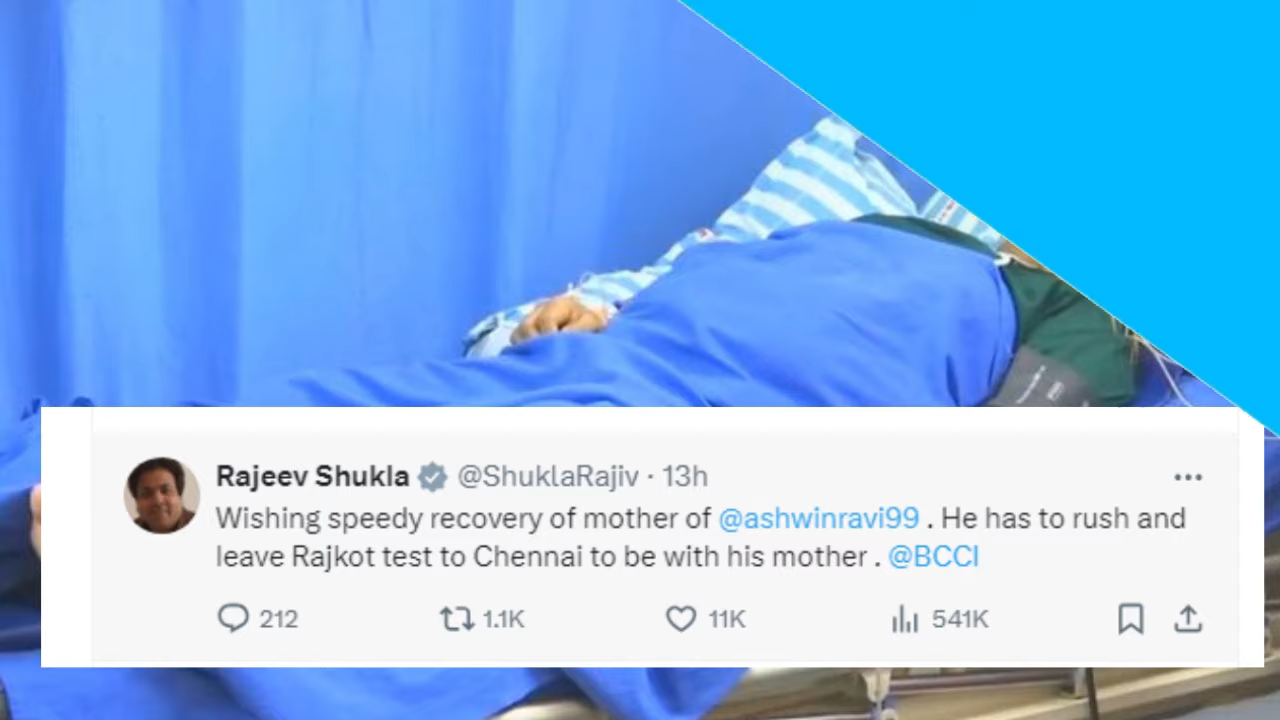 Rajeev Shukla @ShuklaRajiv · 13h
Wishing speedy recovery of mother of @ashwinravi99 . He has to rush and
leave Rajkot test to Chennai to be with his mother . @BCCI
212 1.1K 11K 541K